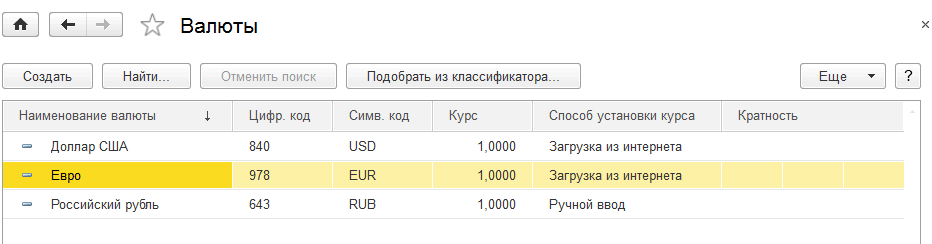 Валюты
Создать Найти... Отменить поиск Подобрать из классификатора... Еще ?
Наименование валюты ↓ Цифр. код Симв. код Курс Способ установки курса Кратность
Доллар США 840 USD 1,0000 Загрузка из интернета
Евро 978 EUR 1,0000 Загрузка из интернета
Российский рубль 643 RUB 1,0000 Ручной ввод